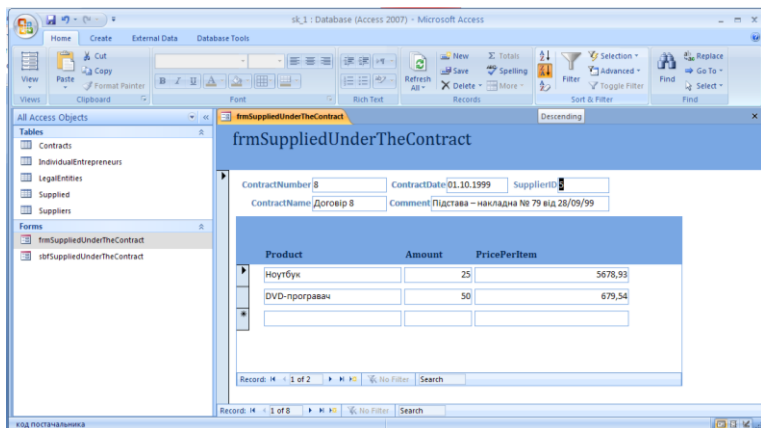 sk_1 : Database (Access 2007) - Microsoft Access
Home Create External Data Database Tools
View
Paste
Cut
Copy
Format Painter
B I U A
Refresh All
New
Save
Delete
Totals
Spelling
More
Filter
Selection
Advanced
Toggle Filter
Find
Replace
Go To
Select
Views Clipboard Font Rich Text Records Sort & Filter Find
Descending
All Access Objects
Tables
Contracts
IndividualEntrepreneurs
LegalEntities
Supplied
Suppliers
Forms
frmSuppliedUnderTheContract
sbfSuppliedUnderTheContract
frmSuppliedUnderTheContract
frmSuppliedUnderTheContract
ContractNumber 8 ContractDate 01.10.1999 SupplierID 5
ContractName Договір 8 Comment Підстава – накладна № 79 від 28/09/99
Product Amount PricePerItem
Ноутбук 25 5678,93
DVD-програвач 50 679,54
Record: 1 of 2 No Filter Search
Record: 1 of 8 No Filter Search
код постачальника